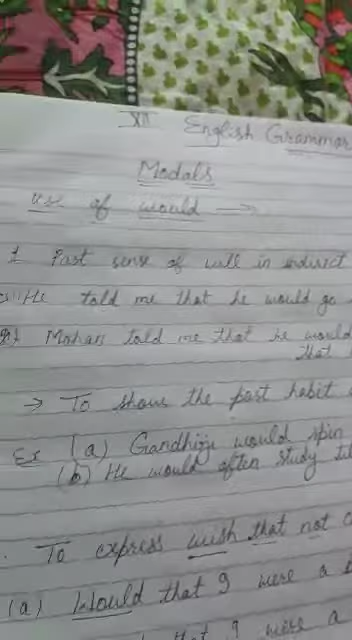 XII English Grammar
Modals
use of would →
1 Past sense of will in indirect
He told me that he would go
Mohan told me that he would
that
→ To show the past habit
Ex (a) Gandhiji would spin
(b) He would often study
To express wish that not
(a) Would that I were a
that I were a